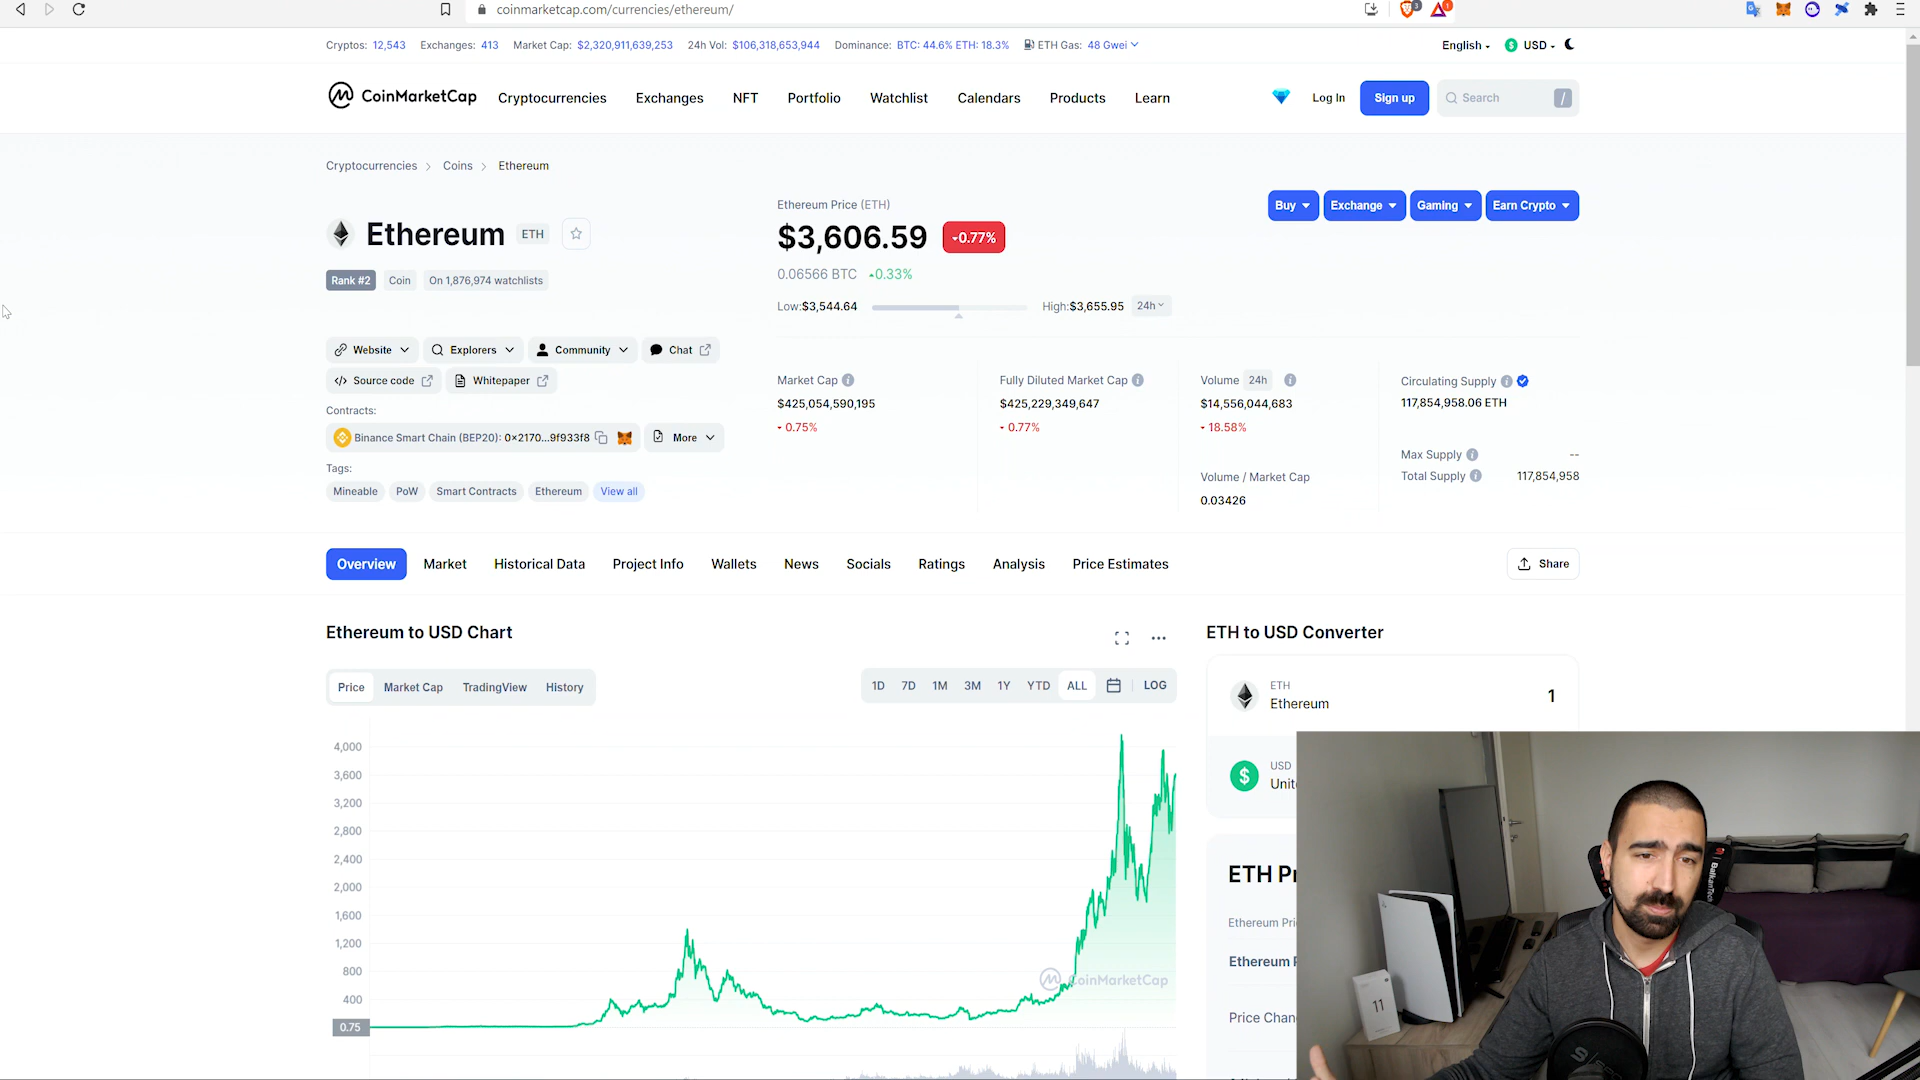 coinmarketcap.com/currencies/ethereum/
3
1
Cryptos: 12,543 Exchanges: 413 Market Cap: $2,320,911,639,253 24h Vol: $106,318,653,944 Dominance: BTC: 44.6% ETH: 18.3% ETH Gas: 48 Gwei
English
USD
CoinMarketCap
Cryptocurrencies Exchanges NFT Portfolio Watchlist Calendars Products Learn
Log In
Sign up
Search /
Cryptocurrencies Coins Ethereum
Ethereum ETH
Rank #2 Coin On 1,876,974 watchlists
Ethereum Price (ETH)
$3,606.59 0.77%
0.06566 BTC 0.33%
Low:$3,544.64 High:$3,655.95 24h
Buy Exchange Gaming Earn Crypto
Website Explorers Community Chat
Source code Whitepaper
Contracts:
Binance Smart Chain (BEP20): 0x2170...9f933f8 More
Tags:
Mineable PoW Smart Contracts Ethereum View all
Market Cap
$425,054,590,195
0.75%
Fully Diluted Market Cap
$425,229,349,647
0.77%
Volume 24h
$14,556,044,683
18.58%
Volume / Market Cap
0.03426
Circulating Supply
117,854,958.06 ETH
Max Supply --
Total Supply 117,854,958
Overview Market Historical Data Project Info Wallets News Socials Ratings Analysis Price Estimates
Share
Ethereum to USD Chart
Price Market Cap TradingView History
1D 7D 1M 3M 1Y YTD ALL LOG
4,000
3,600
3,200
2,800
2,400
2,000
1,600
1,200
800
400
0.75
CoinMarketCap
ETH to USD Converter
ETH
Ethereum
1
USD
Unit
ETH Pr
Ethereum Pri
Ethereum P
Price Chan
11